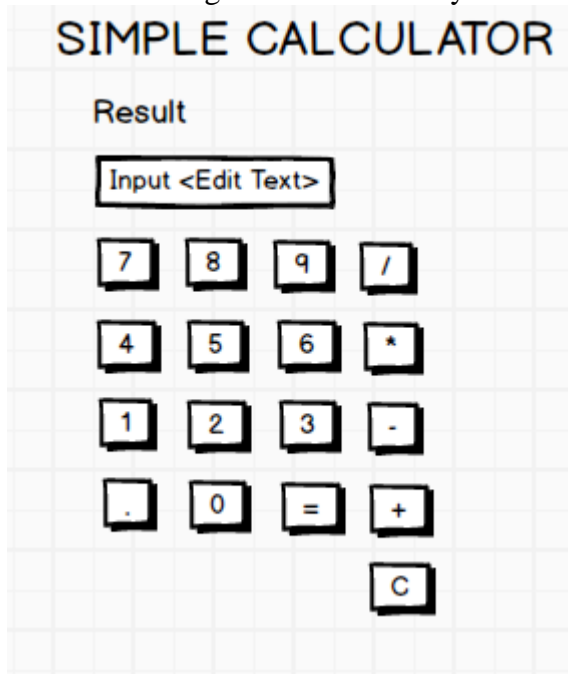 SIMPLE CALCULATOR
Result
Input <Edit Text>
7 8 9 /
4 5 6 *
1 2 3 -
. 0 = +
C